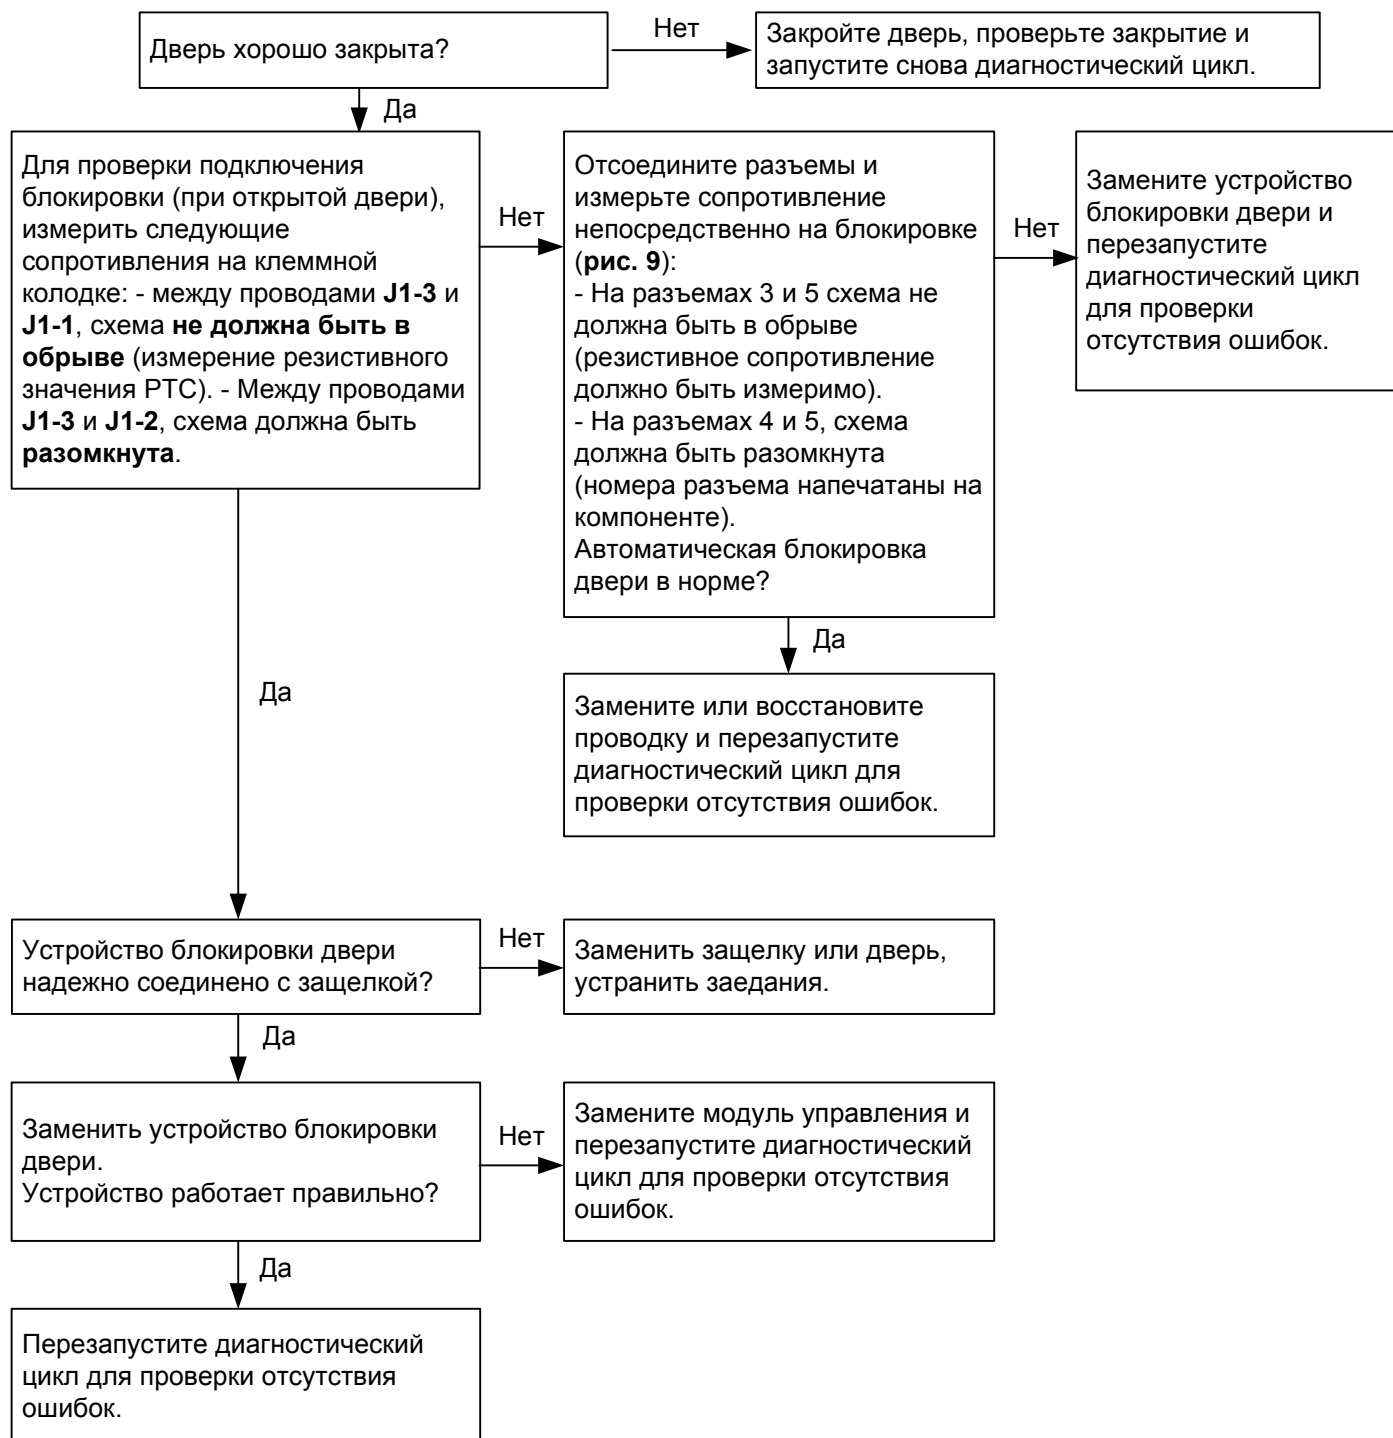 Дверь хорошо закрыта?
Нет
Закройте дверь, проверьте закрытие и
запустите снова диагностический цикл.
Да
Для проверки подключения
блокировки (при открытой двери),
измерить следующие
сопротивления на клеммной
колодке: - между проводами J1-3 и
J1-1, схема не должна быть в
обрыве (измерение резистивного
значения PTC). - Между проводами
J1-3 и J1-2, схема должна быть
разомкнута.
Нет
Отсоедините разъемы и
измерьте сопротивление
непосредственно на блокировке
(рис. 9):
- На разъемах 3 и 5 схема не
должна быть в обрыве
(резистивное сопротивление
должно быть измеримо).
- На разъемах 4 и 5, схема
должна быть разомкнута
(номера разъема напечатаны на
компоненте).
Автоматическая блокировка
двери в норме?
Нет
Замените устройство
блокировки двери и
перезапустите
диагностический цикл
для проверки
отсутствия ошибок.
Да
Замените или восстановите
проводку и перезапустите
диагностический цикл для
проверки отсутствия ошибок.
Да
Устройство блокировки двери
надежно соединено с защелкой?
Нет
Заменить защелку или дверь,
устранить заедания.
Да
Заменить устройство блокировки
двери.
Устройство работает правильно?
Нет
Замените модуль управления и
перезапустите диагностический
цикл для проверки отсутствия
ошибок.
Да
Перезапустите диагностический
цикл для проверки отсутствия
ошибок.